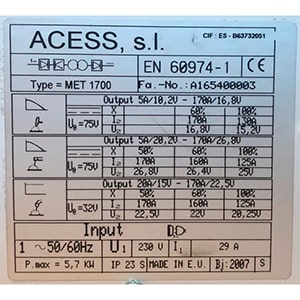 CIF: ES - B63732051
ACESS, s.l.
EN 60974-1 CE
Type = MET 1700 Fa.-No.: A165400003
Output 5A/10,2V - 170A/16,8V
X 60% 100%
I2 170A
U0 =75V U2 16,8V 15,2V
Output 5A/20,2V - 170A/26,8V
X 50% 60% 100%
I2 170A 160A 125A
U0 =75V U2 26,8V 26,4V 25V
Output 20A/15V - 170A/22,5V
X 50% 60% 100%
I2 170A 160A 125A
U0 =32V U2 22,5V 22V 20,25V
Input
1 ~50/60Hz U1 230 V I1 29 A
P.max = 5,7 KW IP 23 S MADE IN E.U. Bj:2007 S